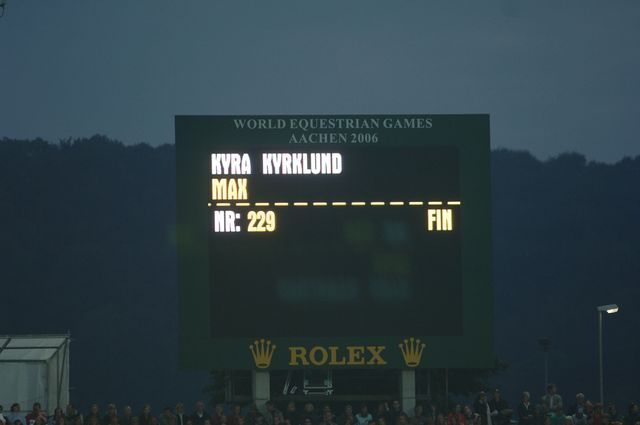 WORLD EQUESTRIAN GAMES
AACHEN 2006
KYRA KYRKLUND
MAX
NR: 229 FIN
ROLEX